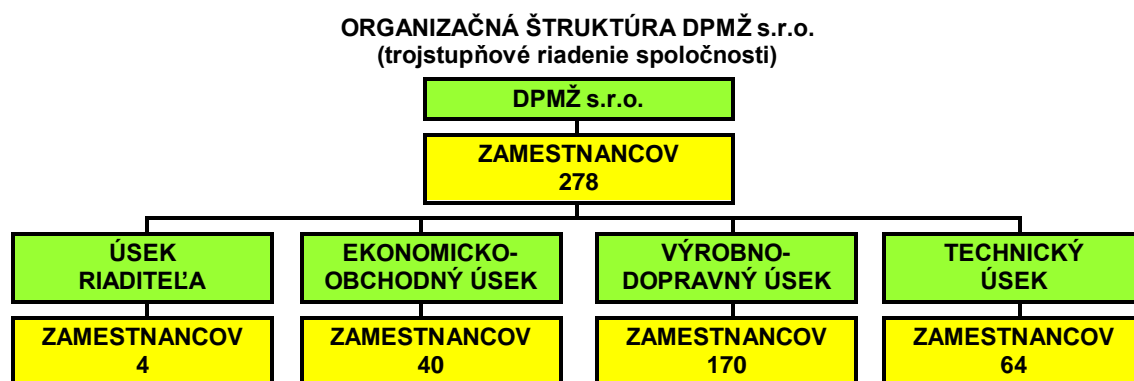 ORGANIZAČNÁ ŠTRUKTÚRA DPMŽ s.r.o.
(trojstupňové riadenie spoločnosti)
DPMŽ s.r.o.
ZAMESTNANCOV
278
ÚSEK
RIADITEĽA
ZAMESTNANCOV
4
EKONOMICKO-
OBCHODNÝ ÚSEK
ZAMESTNANCOV
40
VÝROBNO-
DOPRAVNÝ ÚSEK
ZAMESTNANCOV
170
TECHNICKÝ
ÚSEK
ZAMESTNANCOV
64